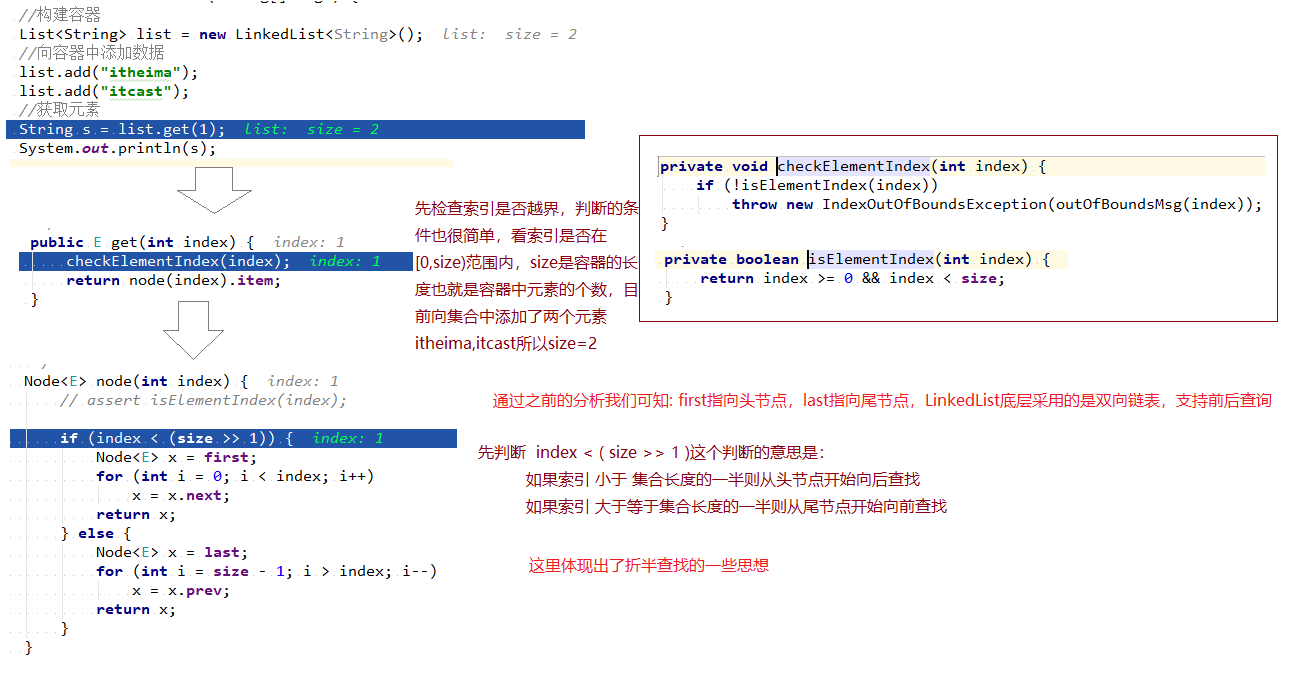 //构建容器
List<String> list = new LinkedList<String>(); list: size = 2
//向容器中添加数据
list.add("itheima");
list.add("itcast");
//获取元素
String s = list.get(1); list: size = 2
System.out.println(s);
public E get(int index) { index: 1
checkElementIndex(index); index: 1
return node(index).item;
}
先检查索引是否越界，判断的条
件也很简单，看索引是否在
[0,size)范围内，size是容器的长
度也就是容器中元素的个数，目
前向集合中添加了两个元素
itheima,itcast所以size=2
private void checkElementIndex(int index) {
if (!isElementIndex(index))
throw new IndexOutOfBoundsException(outOfBoundsMsg(index));
}
private boolean isElementIndex(int index) {
return index >= 0 && index < size;
}
Node<E> node(int index) { index: 1
// assert isElementIndex(index);
if (index < (size >> 1)) { index: 1
Node<E> x = first;
for (int i = 0; i < index; i++)
x = x.next;
return x;
} else {
Node<E> x = last;
for (int i = size - 1; i > index; i--)
x = x.prev;
return x;
}
}
通过之前的分析我们可知: first指向头节点，last指向尾节点，LinkedList底层采用的是双向链表，支持前后查询
先判断 index < ( size >> 1 )这个判断的意思是：
如果索引 小于 集合长度的一半则从头节点开始向后查找
如果索引 大于等于集合长度的一半则从尾节点开始向前查找
这里体现出了折半查找的一些思想